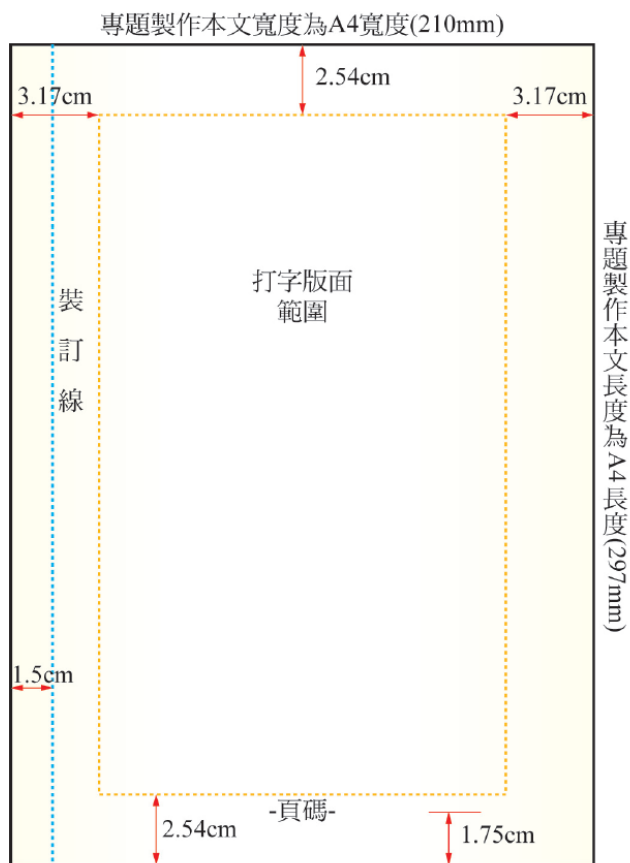 專題製作本文寬度為A4寬度(210mm)
2.54cm
3.17cm
3.17cm
打字版面
範圍
裝訂線
專題製作本文長度為A4長度(297mm)
1.5cm
-頁碼-
2.54cm
1.75cm